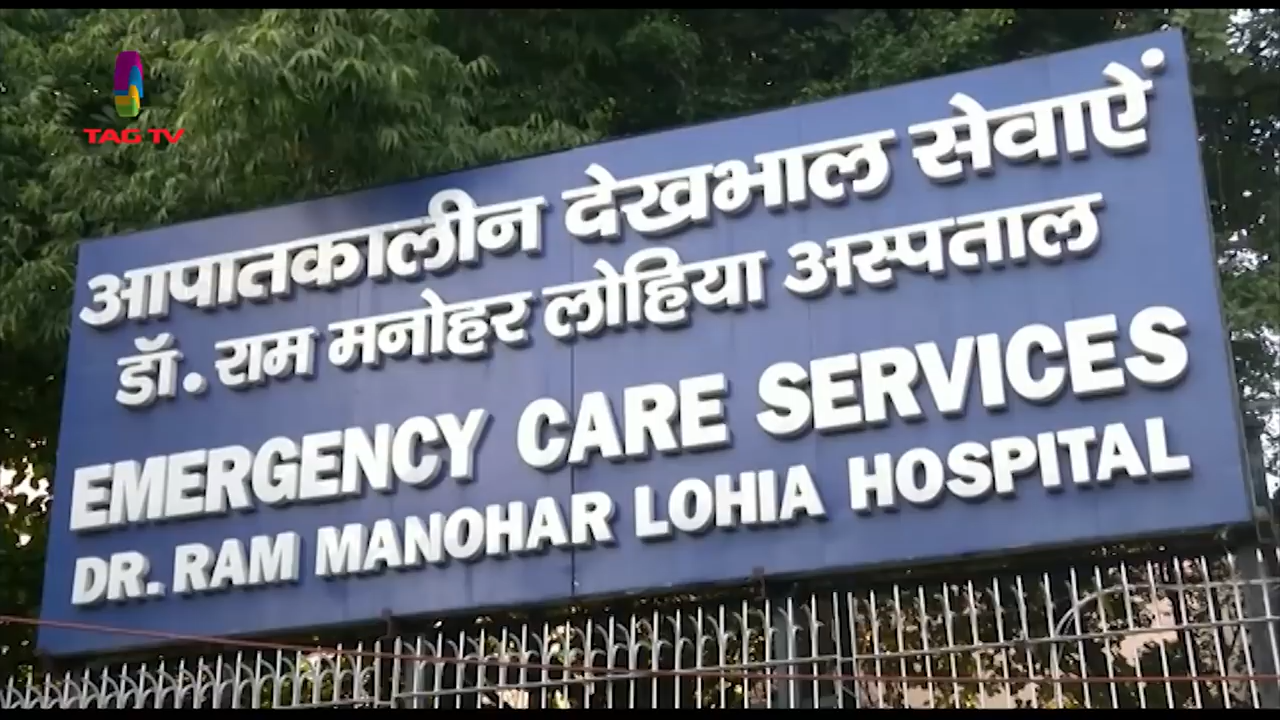 TAG TV
आपातकालीन देखभाल सेवाऐं
डॉ. राम मनोहर लोहिया अस्पताल
EMERGENCY CARE SERVICES
DR. RAM MANOHAR LOHIA HOSPITAL